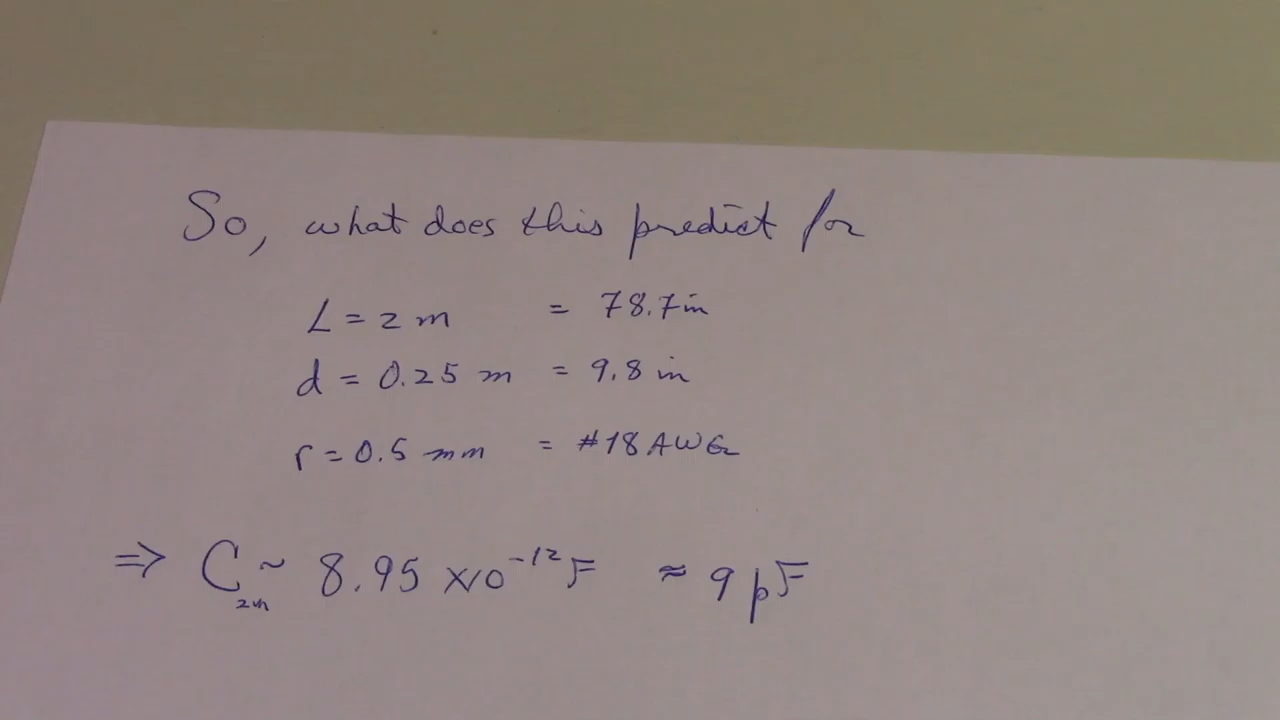 So, what does this predict for
L = 2 m = 78.7 in
d = 0.25 m = 9.8 in
r = 0.5 mm = #18 AWG
⇒ C₂ₘ ~ 8.95 x10⁻¹² F ≈ 9 pF